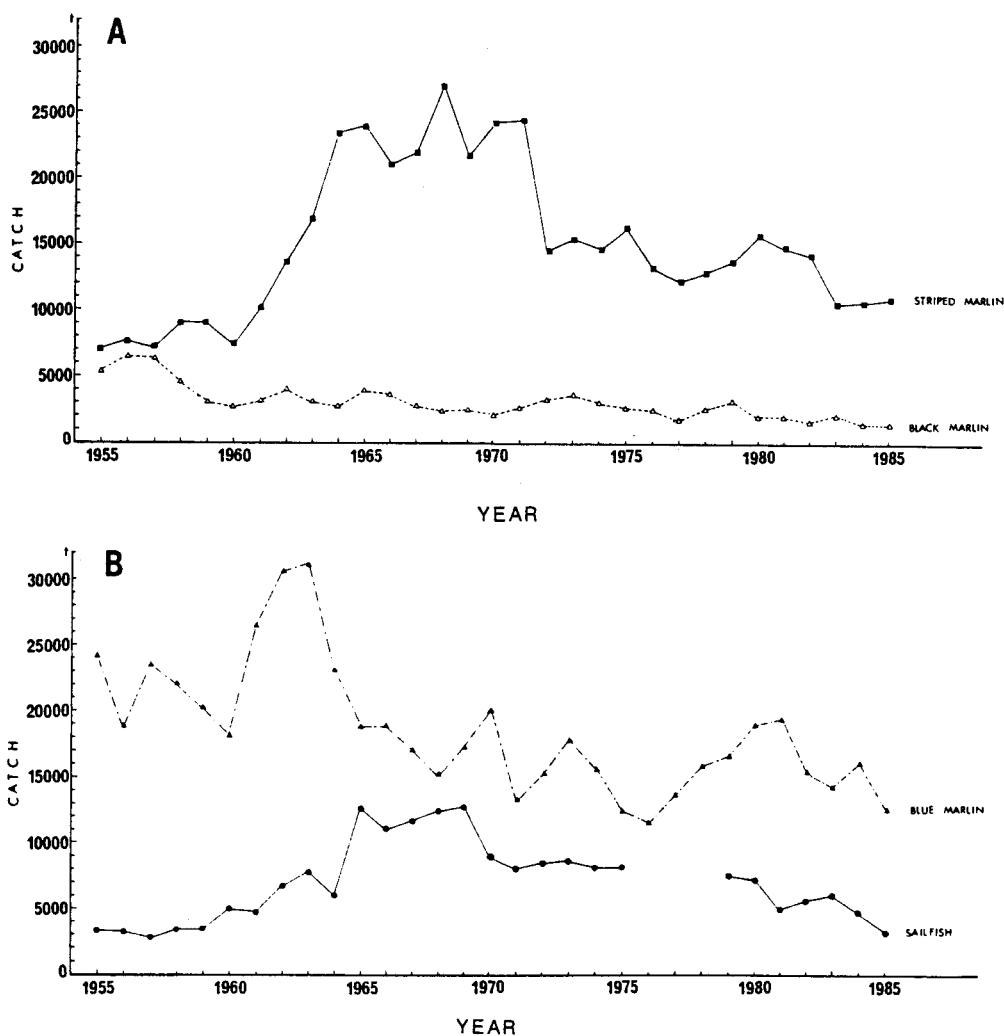 t
A
30000
25000
20000
15000
10000
5000
0
CATCH
STRIPED MARLIN
BLACK MARLIN
1955 1960 1965 1970 1975 1980 1985
YEAR
t
B
30000
25000
20000
15000
10000
5000
0
CATCH
BLUE MARLIN
SAILFISH
1955 1960 1965 1970 1975 1980 1985
YEAR